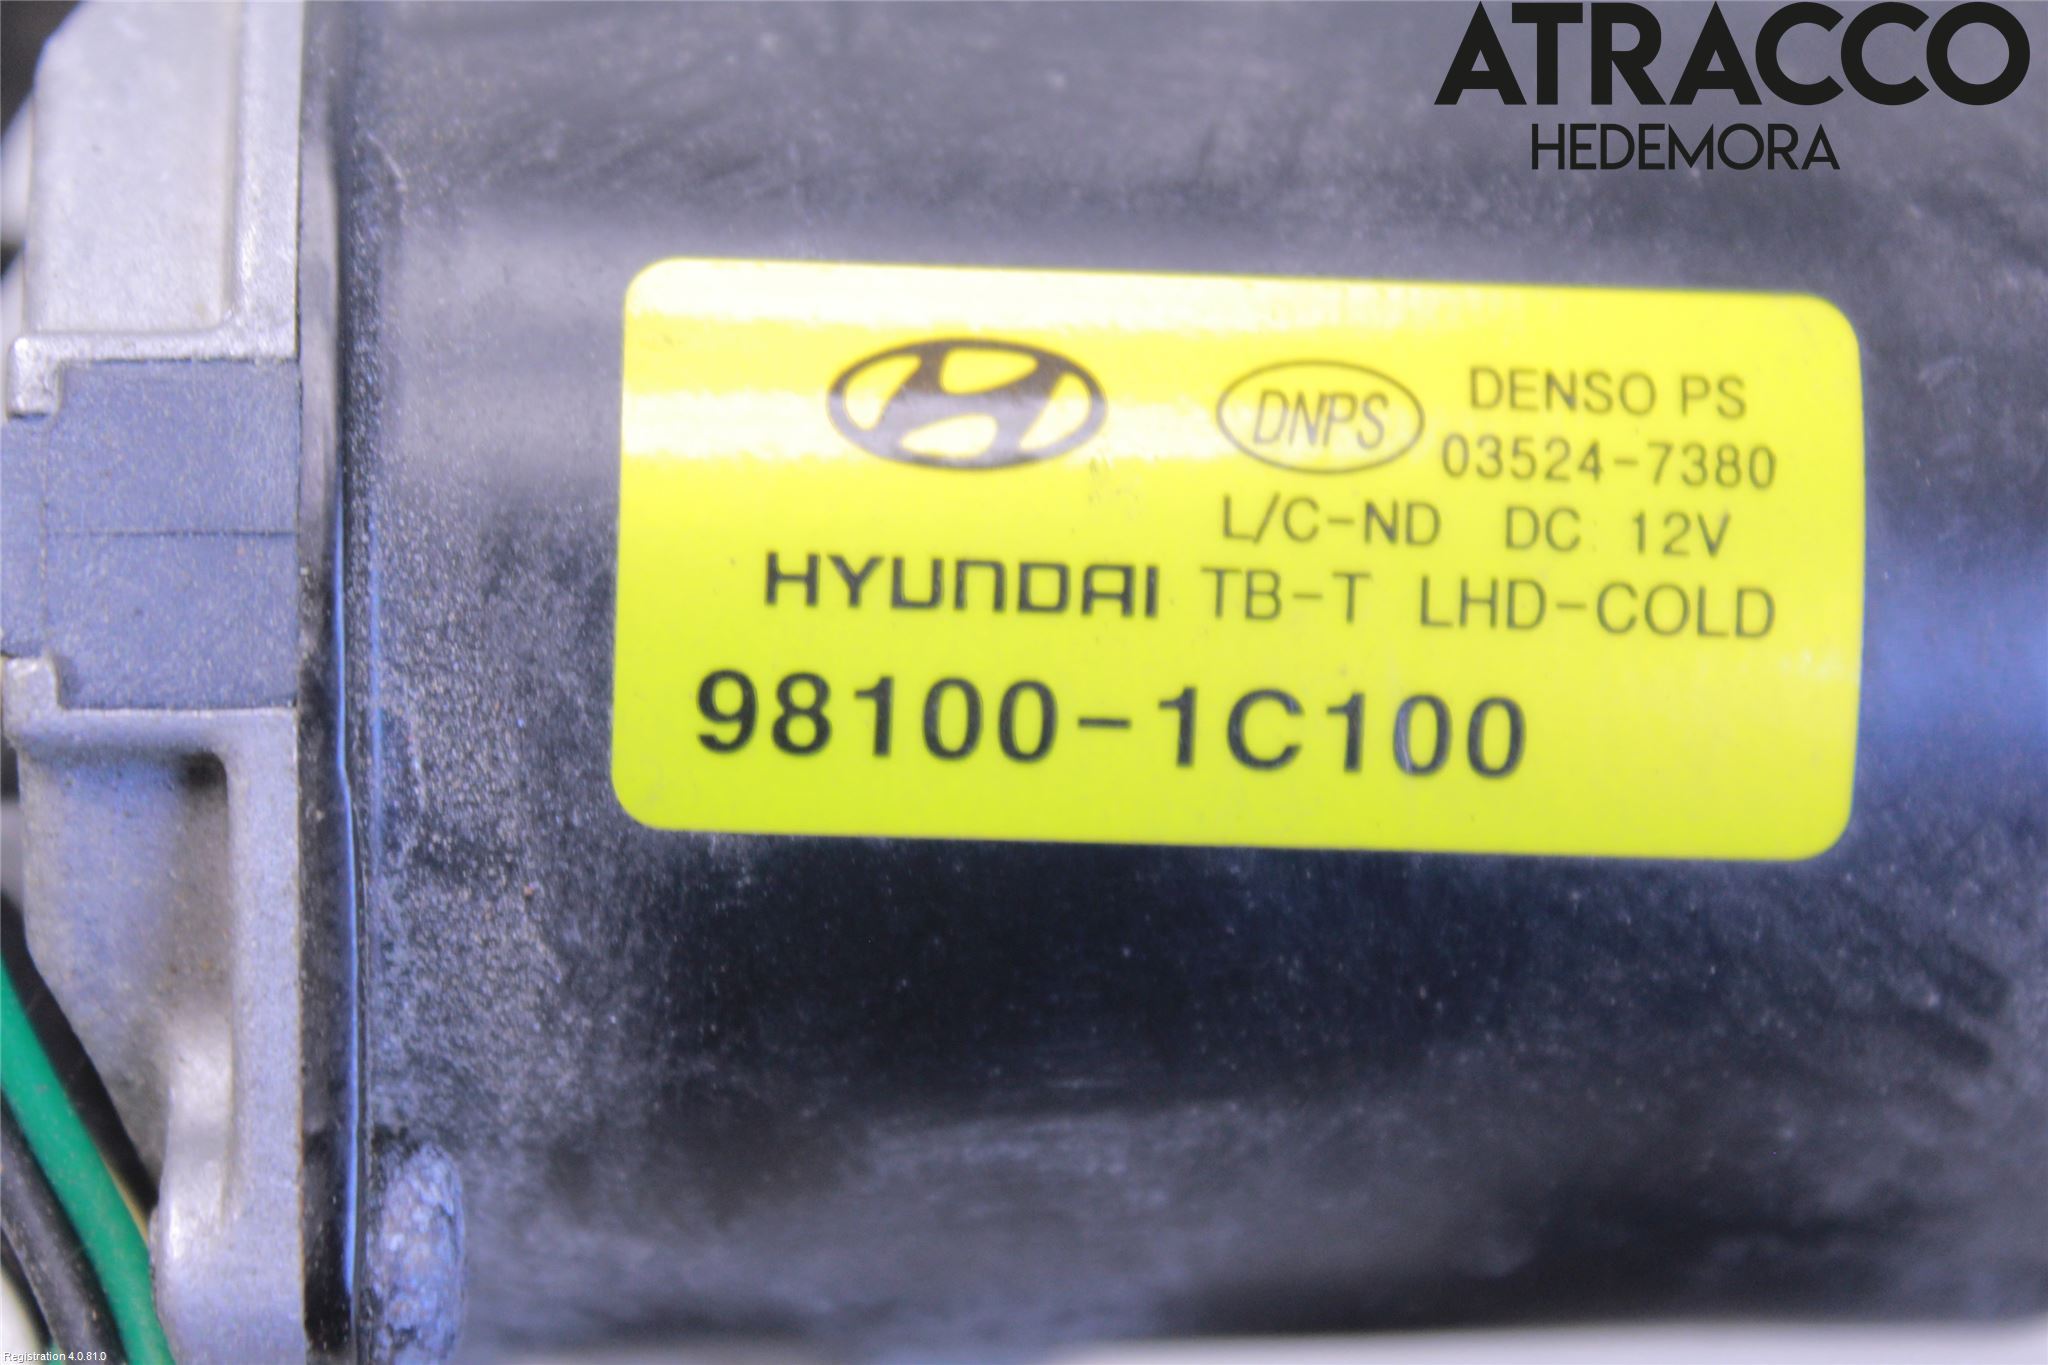 ATRACCO
HEDEMORA
DNPS
DENSO PS
03524-7380
L/C-ND DC 12V
HYUNDAI TB-T LHD-COLD
98100-1C100
Registration 4.0.81.0